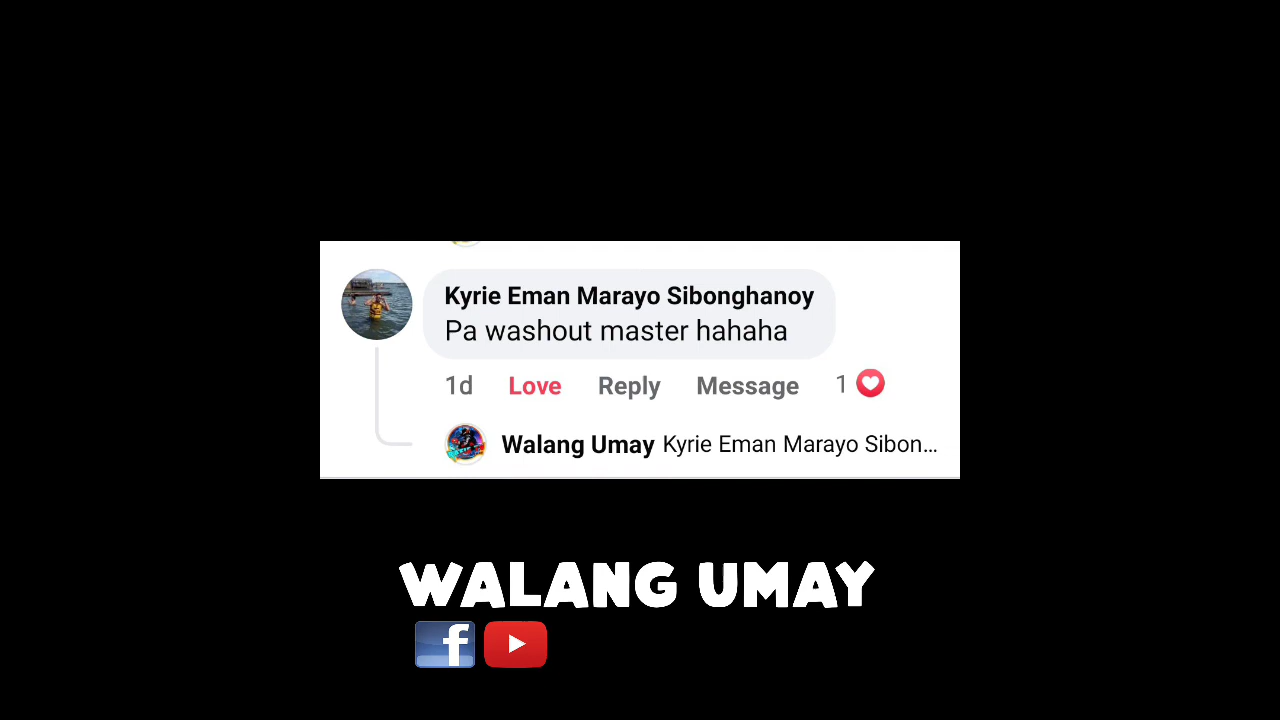 Kyrie Eman Marayo Sibonghanoy
Pa washout master hahaha
1d Love Reply Message 1
Walang Umay Kyrie Eman Marayo Sibon...
WALANG UMAY
f